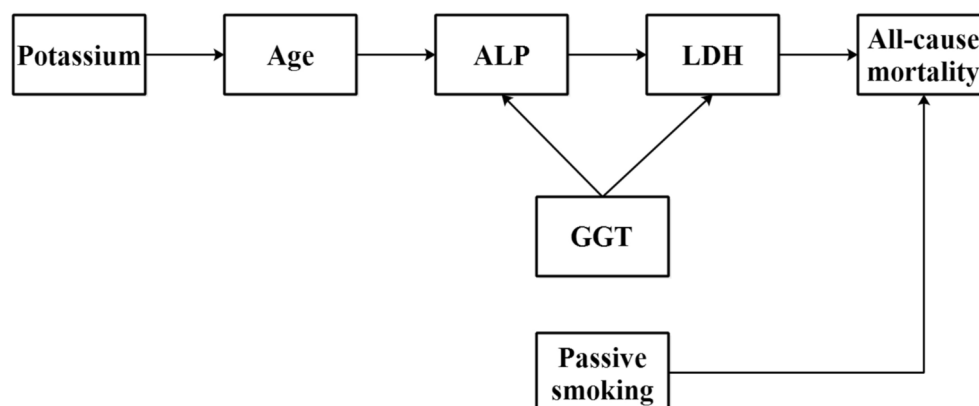 Potassium
Age
ALP
LDH
All-cause
mortality
GGT
Passive
smoking